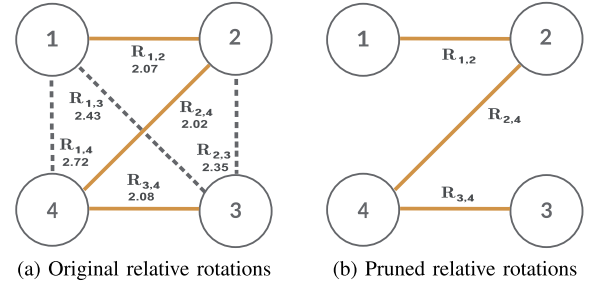 1 2 1 2
R1,2
2.07
R1,2
R1,3
2.43
R2,4
2.02
R2,4
R1,4
2.72
R2,3
2.35
R3,4
2.08
R3,4
4 3 4 3
(a) Original relative rotations (b) Pruned relative rotations